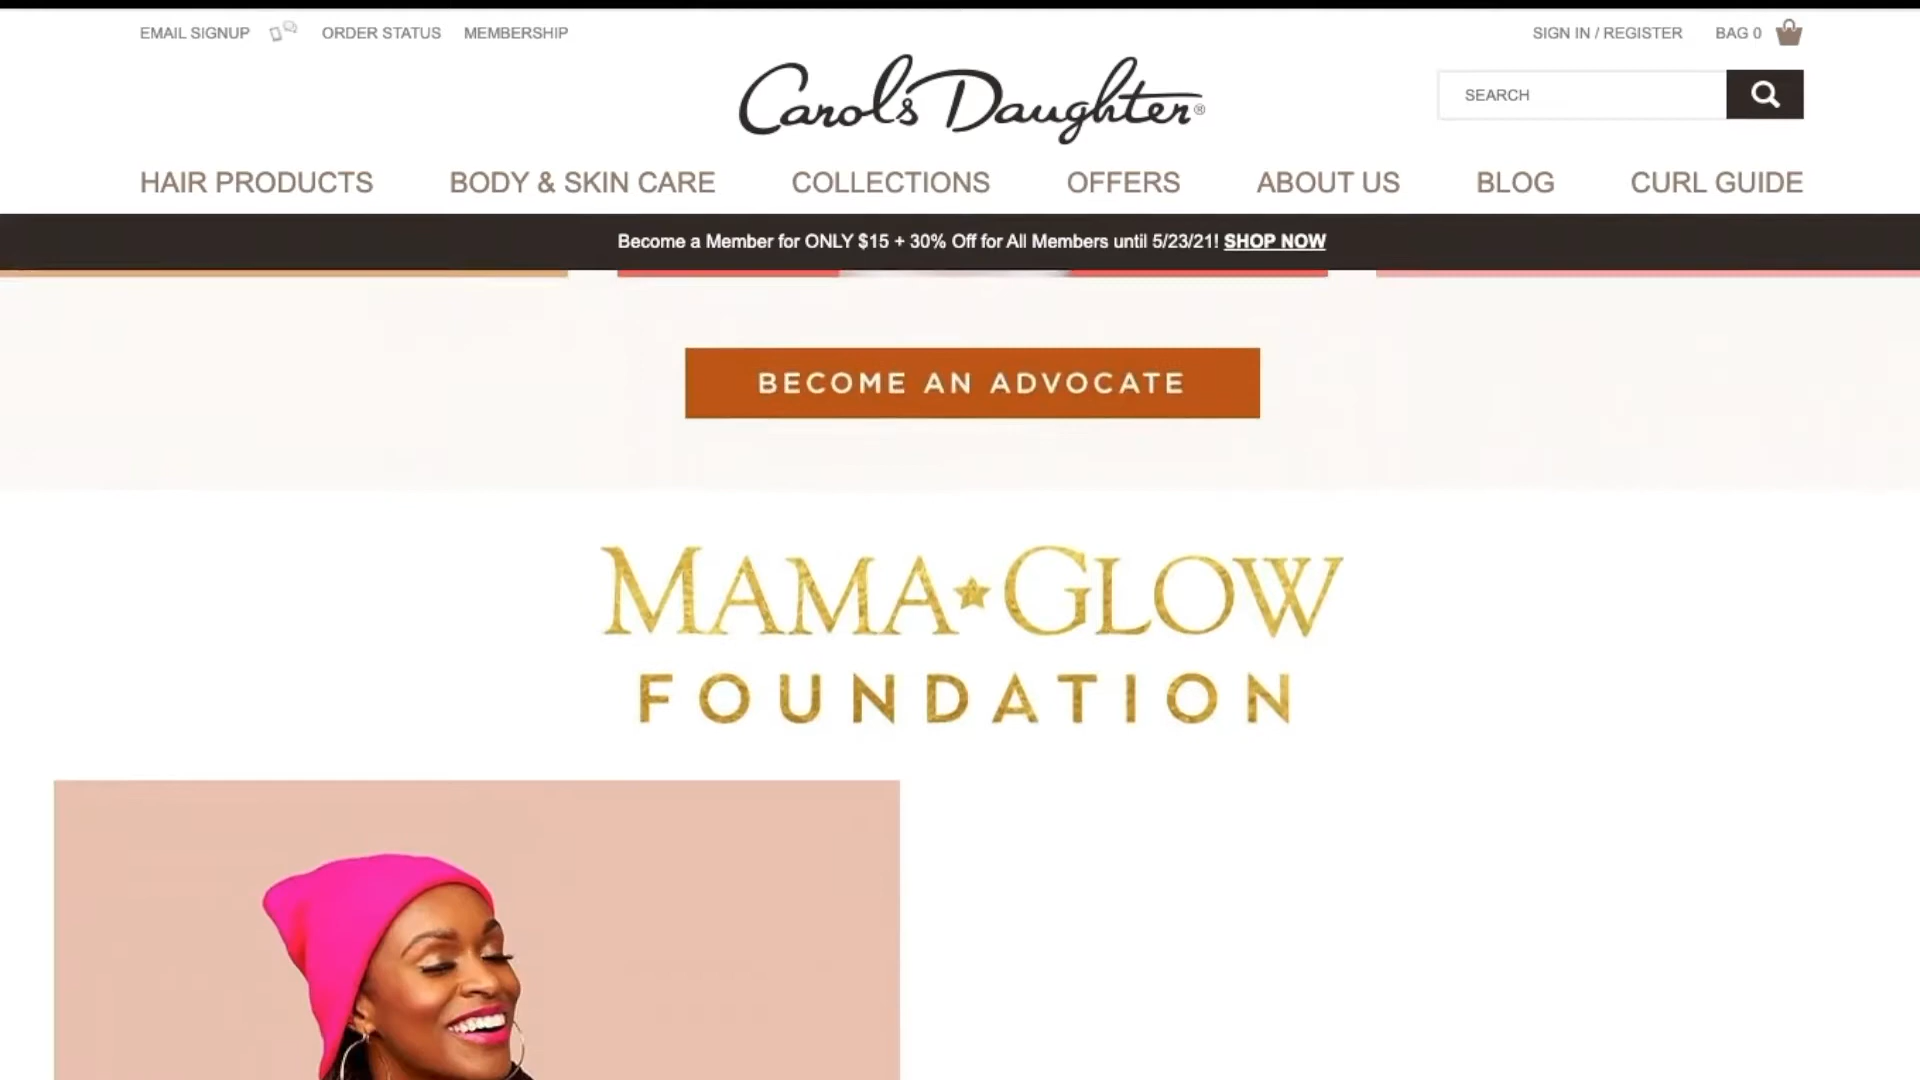 EMAIL SIGNUP ORDER STATUS MEMBERSHIP SIGN IN / REGISTER BAG 0
Carol's Daughter®
SEARCH
HAIR PRODUCTS BODY & SKIN CARE COLLECTIONS OFFERS ABOUT US BLOG CURL GUIDE
Become a Member for ONLY $15 + 30% Off for All Members until 5/23/21! SHOP NOW
BECOME AN ADVOCATE
MAMA★GLOW
FOUNDATION